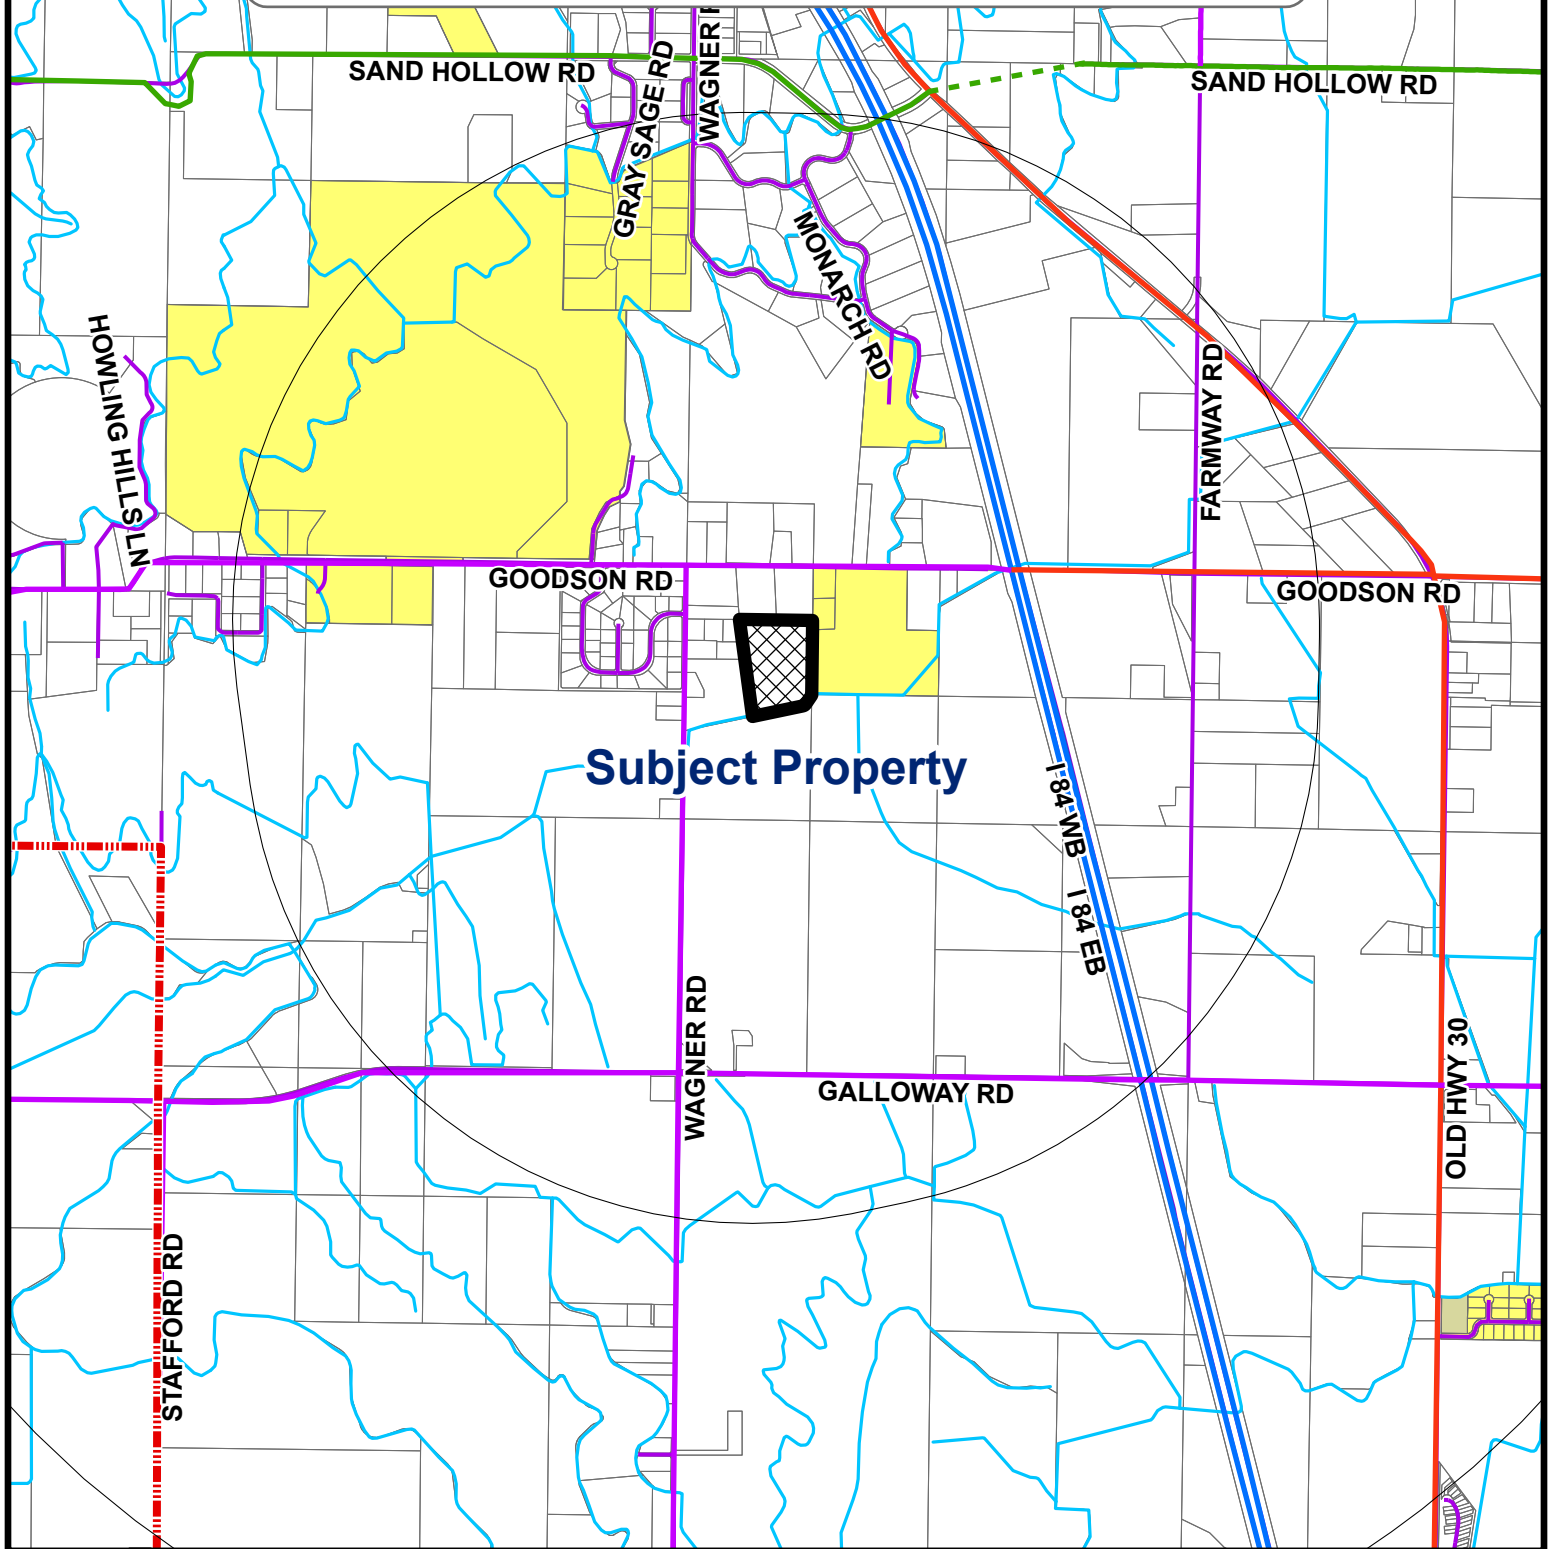 SAND HOLLOW RD
GRAY SAGE RD
WAGNER
SAND HOLLOW RD
MONARCH RD
HOWLING HILLS LN
FARMWAY RD
GOODSON RD
GOODSON RD
Subject Property
I 84 WB
I 84 EB
WAGNER RD
GALLOWAY RD
OLD HWY 30
STAFFORD RD